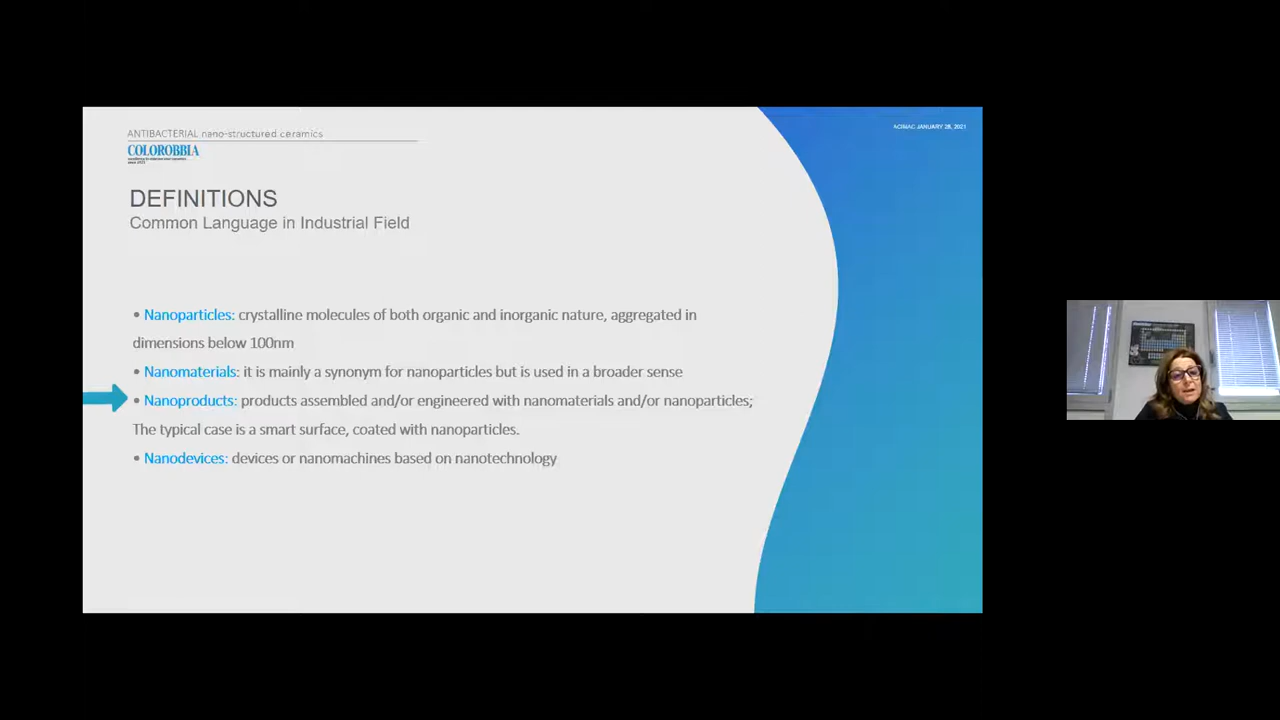 ANTIBACTERIAL nano-structured ceramics
ACIMAC JANUARY 28, 2021
COLOROBBIA
since 1921
DEFINITIONS
Common Language in Industrial Field
• Nanoparticles: crystalline molecules of both organic and inorganic nature, aggregated in
dimensions below 100nm
• Nanomaterials: it is mainly a synonym for nanoparticles but is used in a broader sense
• Nanoproducts: products assembled and/or engineered with nanomaterials and/or nanoparticles;
The typical case is a smart surface, coated with nanoparticles.
• Nanodevices: devices or nanomachines based on nanotechnology